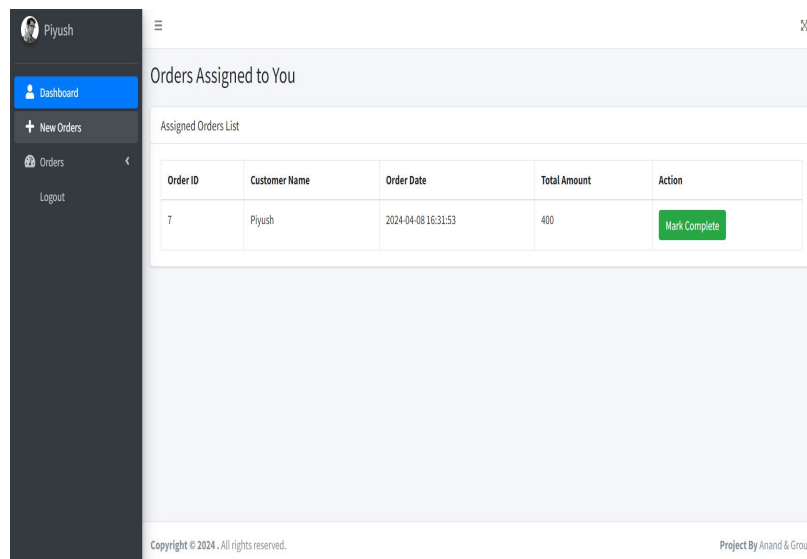 Piyush
Dashboard
New Orders
Orders
Logout
Orders Assigned to You
Assigned Orders List
Order ID Customer Name Order Date Total Amount Action
7 Piyush 2024-04-08 16:31:53 400 Mark Complete
Copyright © 2024 . All rights reserved. Project By Anand & Grou